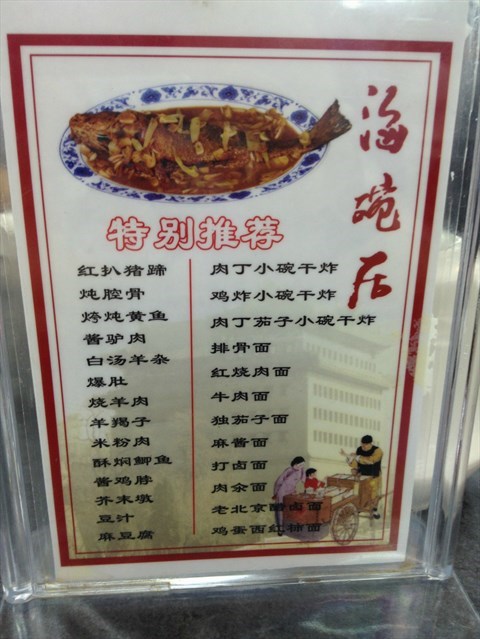 海碗居
特别推荐
红扒猪蹄
炖腔骨
侉炖黄鱼
酱驴肉
白汤羊杂
爆肚
烧羊肉
羊羯子
米粉肉
酥焖鲫鱼
酱鸡脖
芥末墩
豆汁
麻豆腐
肉丁小碗干炸
鸡炸小碗干炸
肉丁茄子小碗干炸
排骨面
红烧肉面
牛肉面
独茄子面
麻酱面
打卤面
肉氽面
老北京醋卤面
鸡蛋西红柿面